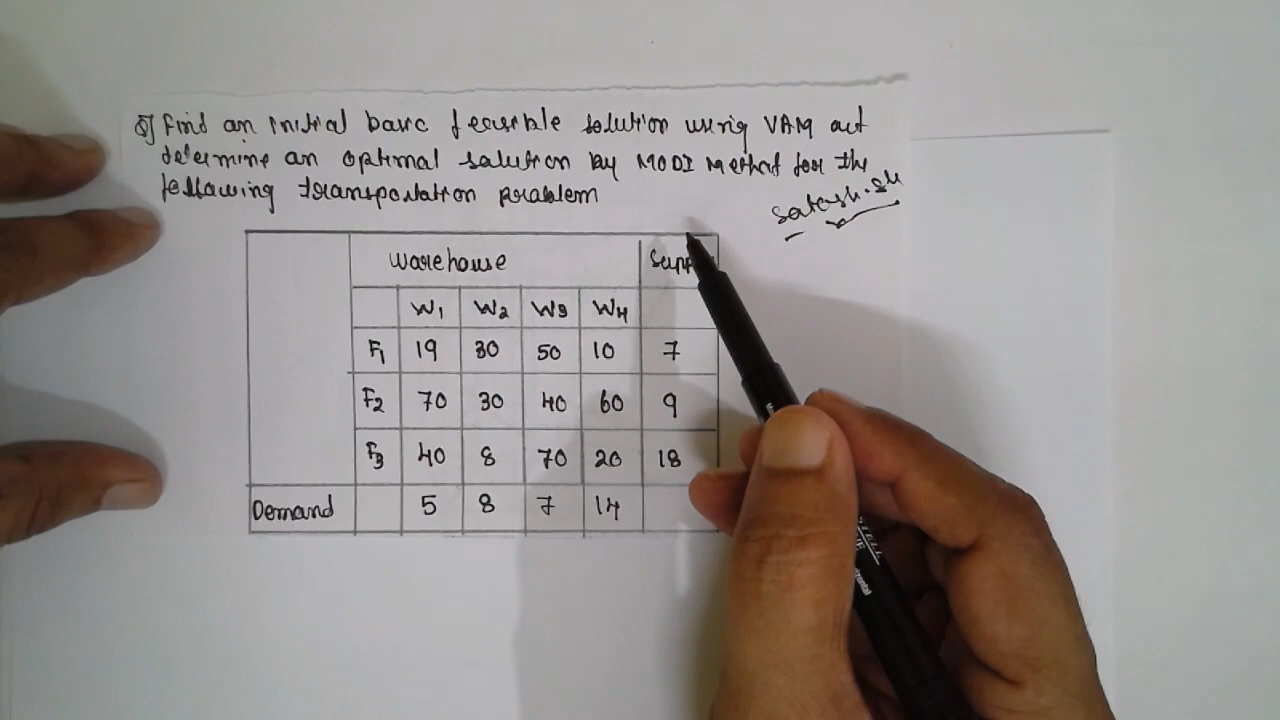 Q] Find an initial basic feasible solution using VAM and
determine an optimal solution by MODI Method for the
following transportation problem
Satash.SM
Warehouse
W1 W2 W3 W4
F1 19 30 50 10 7
F2 70 30 40 60 9
F3 40 8 70 20 18
Demand 5 8 7 14